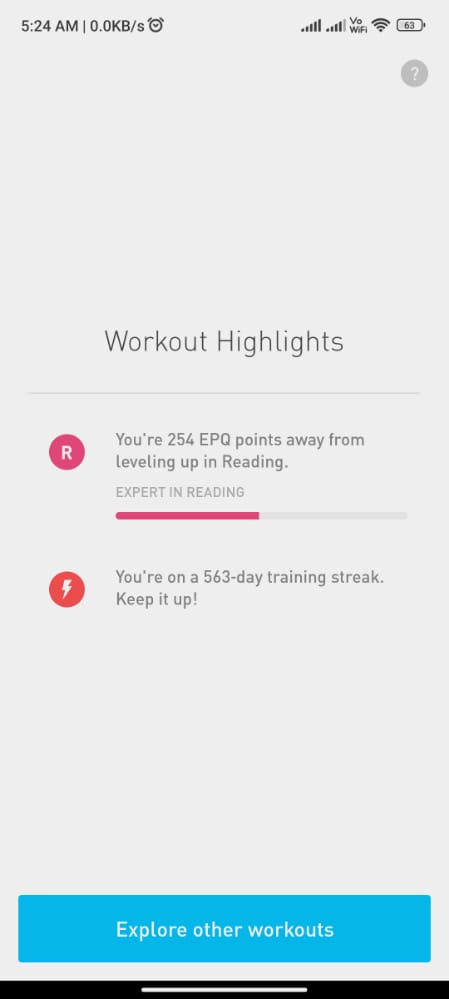 5:24 AM | 0.0KB/s
Vo
WiFi
63
?
Workout Highlights
R
You're 254 EPQ points away from
leveling up in Reading.
EXPERT IN READING
You're on a 563-day training streak.
Keep it up!
Explore other workouts